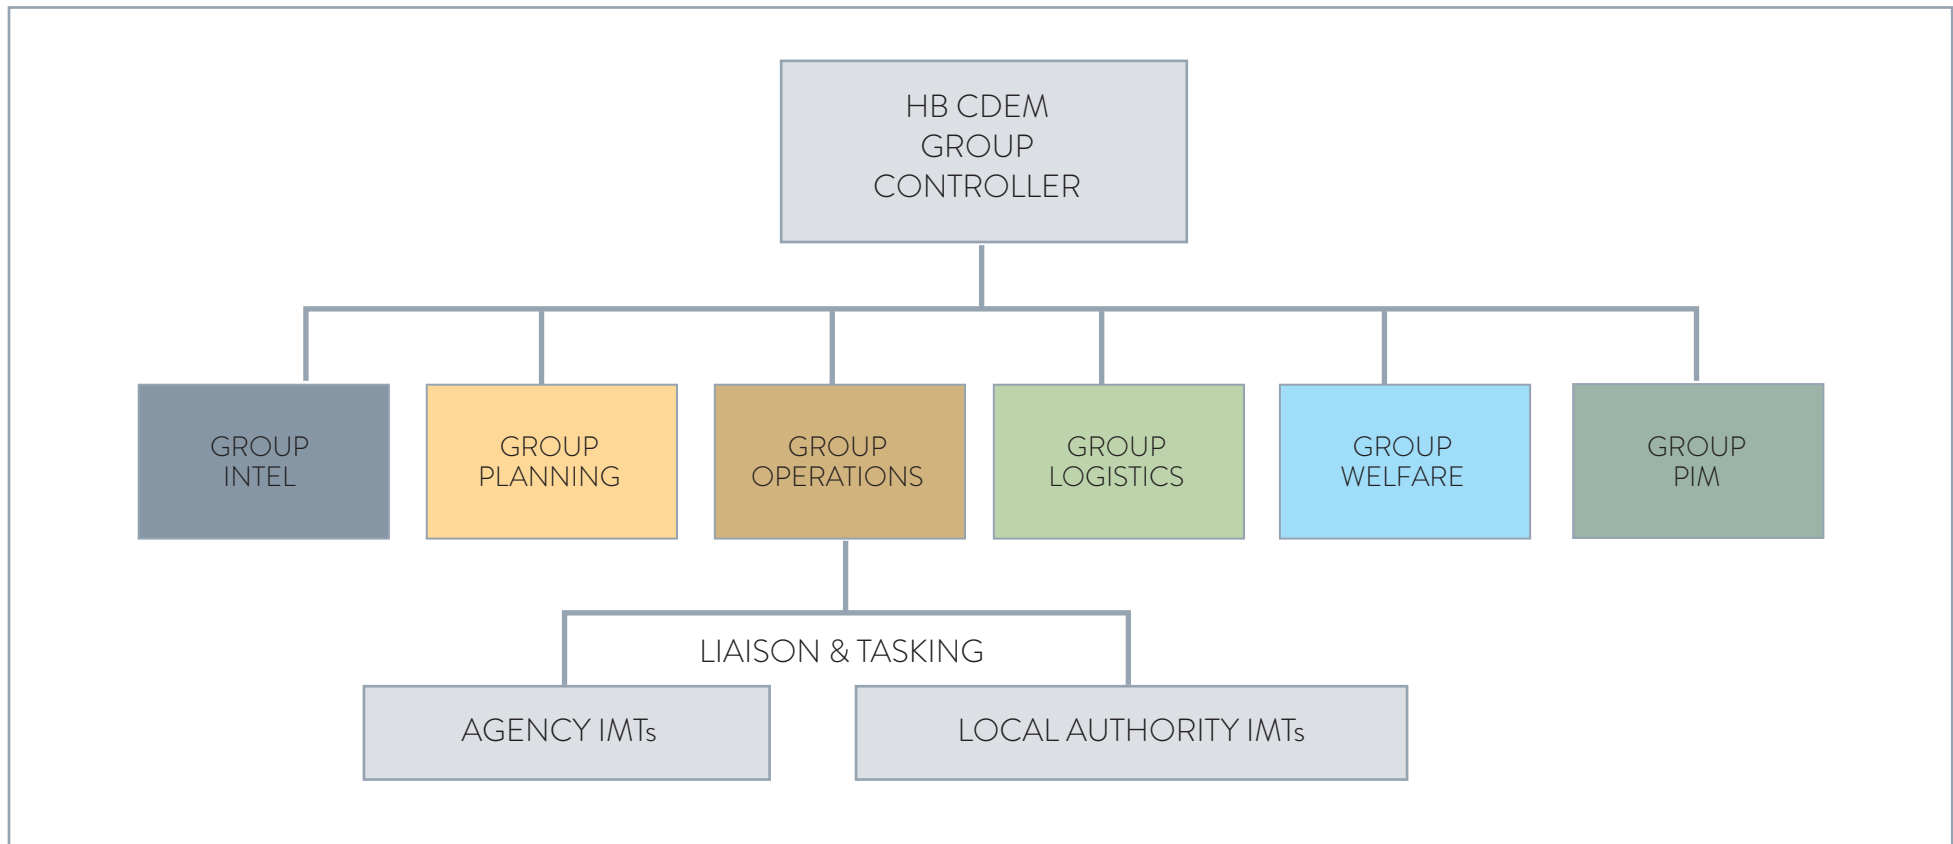 HB CDEM
GROUP
CONTROLLER
GROUP
INTEL
GROUP
PLANNING
GROUP
OPERATIONS
GROUP
LOGISTICS
GROUP
WELFARE
GROUP
PIM
LIAISON & TASKING
AGENCY IMTs
LOCAL AUTHORITY IMTs